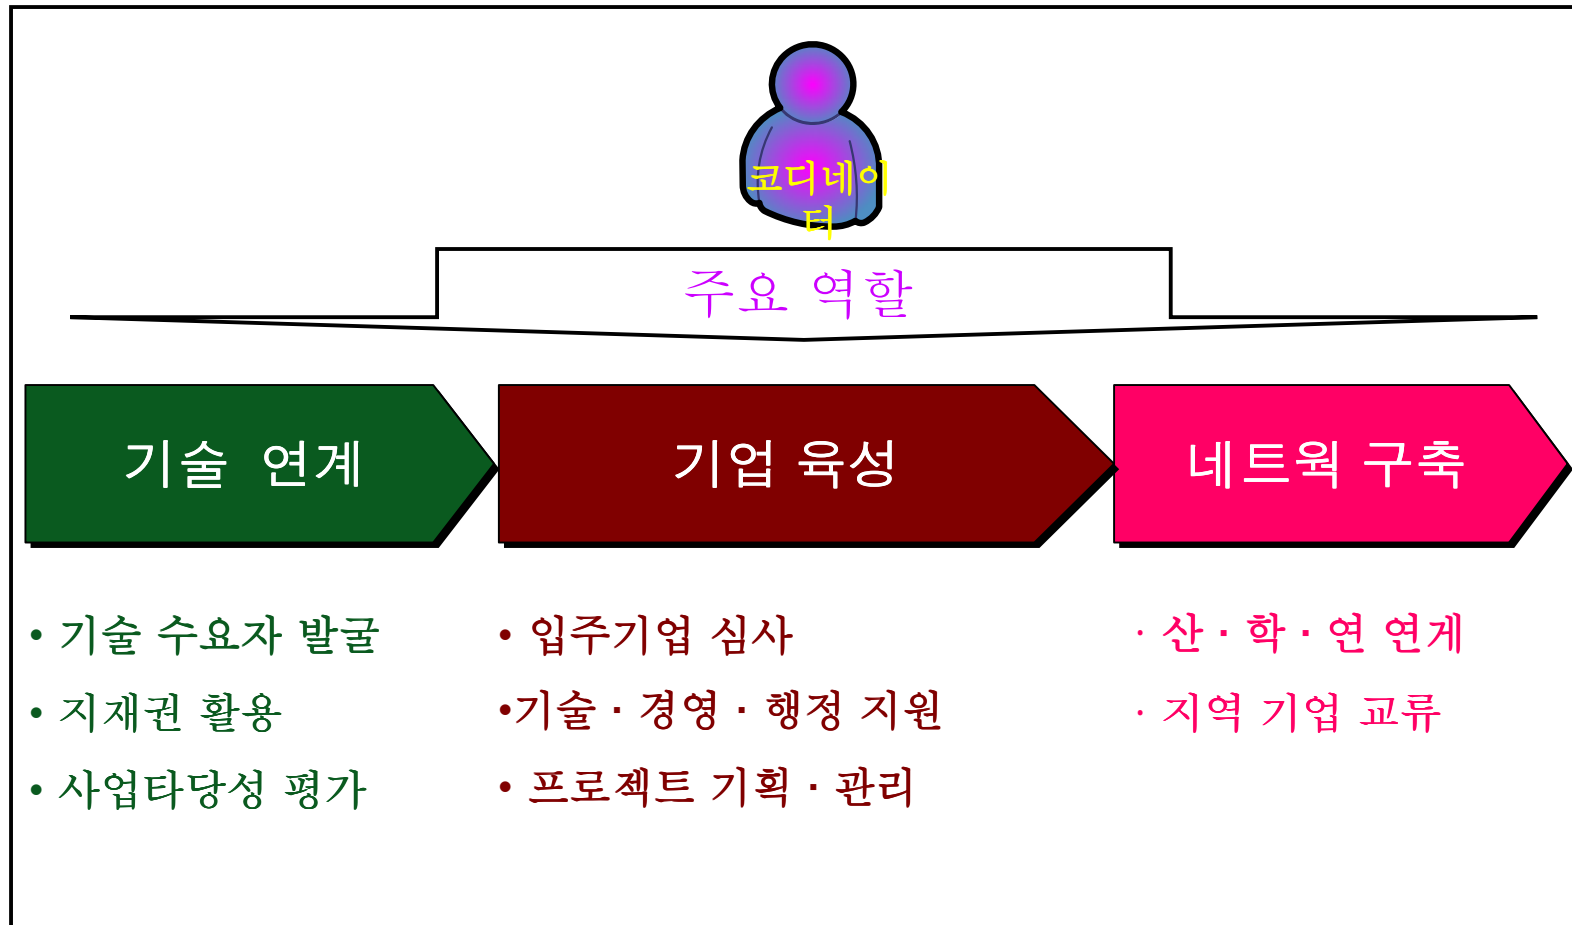 코디네이
터
주요 역할
기술 연계
기업 육성
네트웍 구축
• 기술 수요자 발굴
• 지재권 활용
• 사업타당성 평가
• 입주기업 심사
•기술·경영·행정 지원
• 프로젝트 기획·관리
· 산·학·연 연계
· 지역 기업 교류